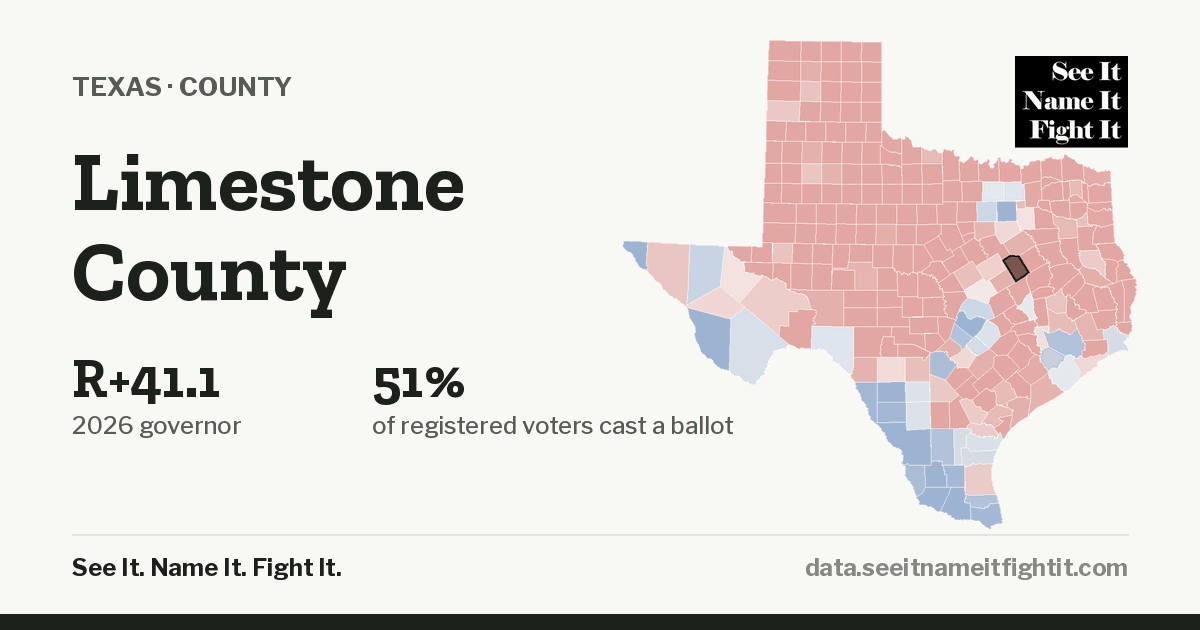 TEXAS · COUNTY
Limestone
County
R+41.1
2026 governor
51%
of registered voters cast a ballot
See It
Name It
Fight It
See It. Name It. Fight It.
data.seeitnameitfightit.com